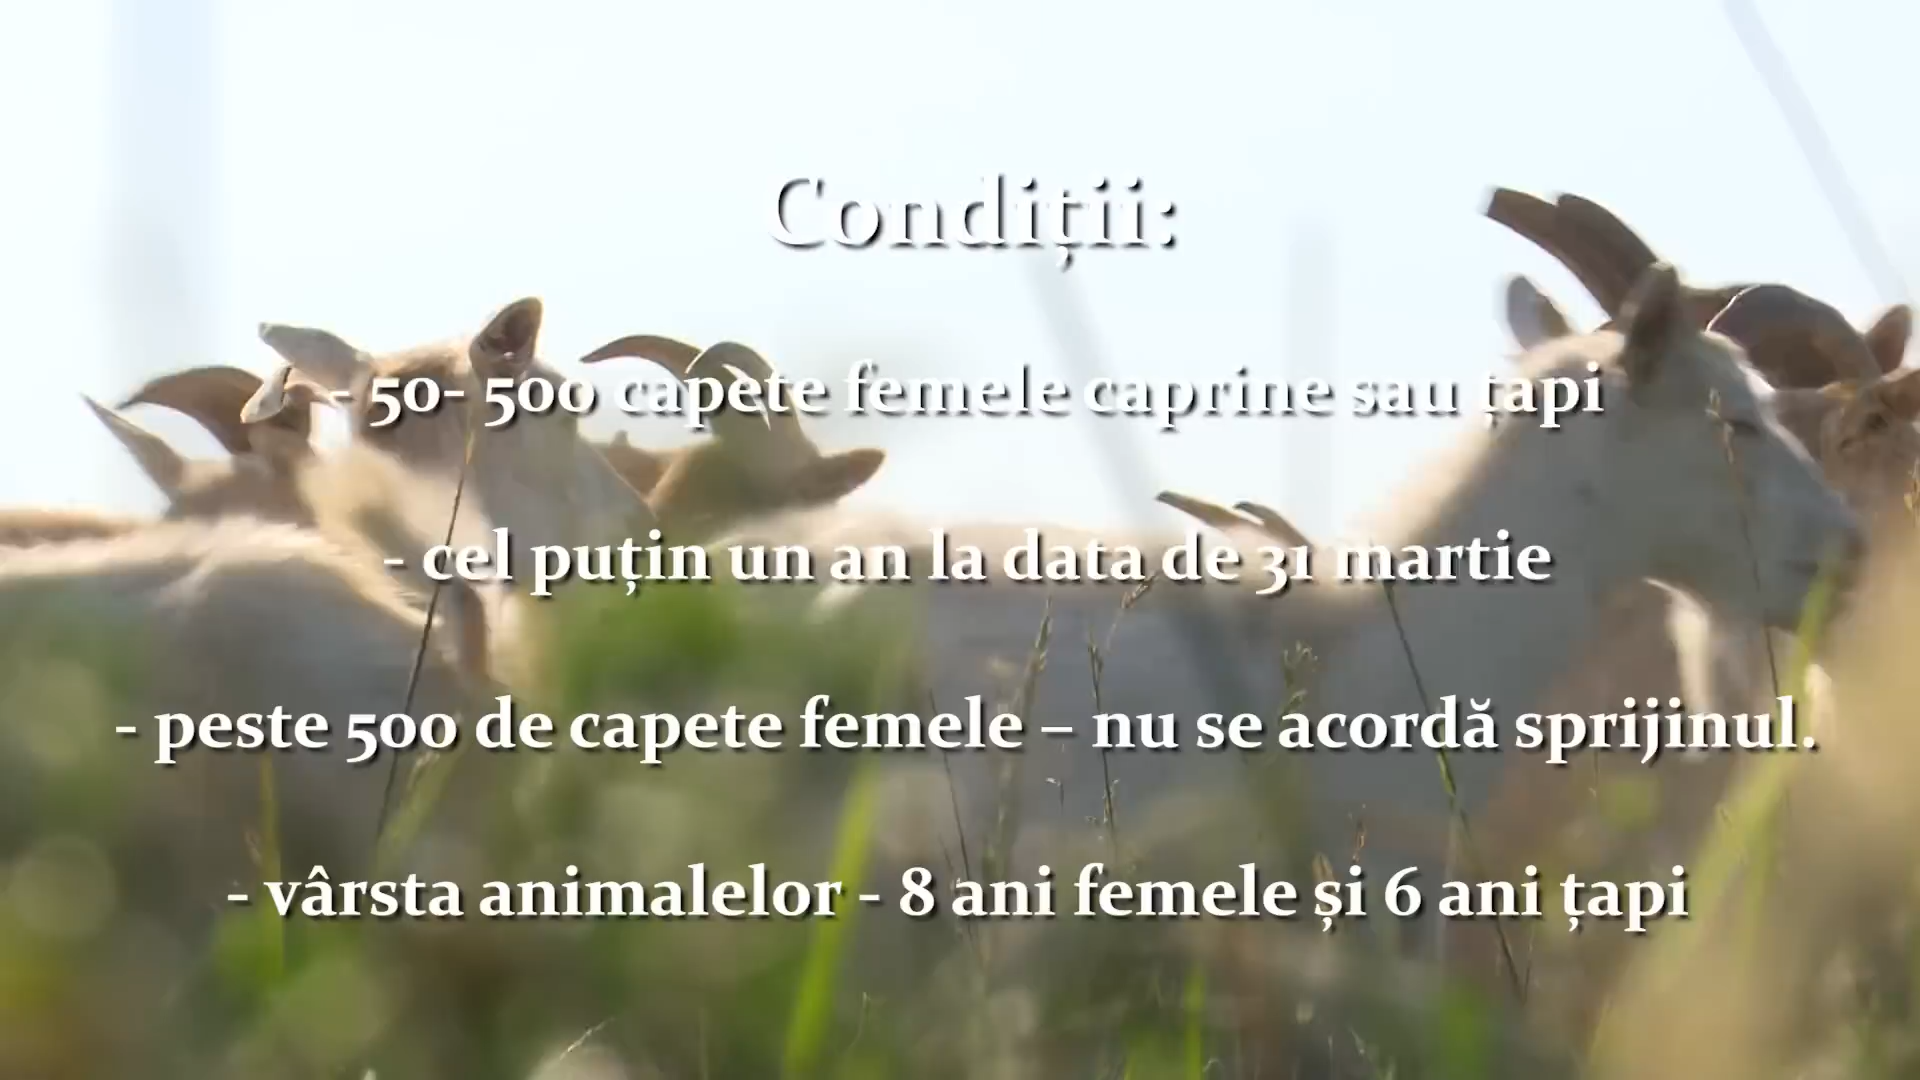 Condiții:
- 50- 500 capete femele caprine sau țapi
- cel puțin un an la data de 31 martie
- peste 500 de capete femele – nu se acordă sprijinul.
- vârsta animalelor - 8 ani femele și 6 ani țapi